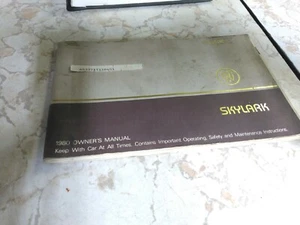 SKYLARK
1980 OWNER'S MANUAL
Keep With Car At All Times. Contains Important Operating, Safety and Maintenance Instructions.